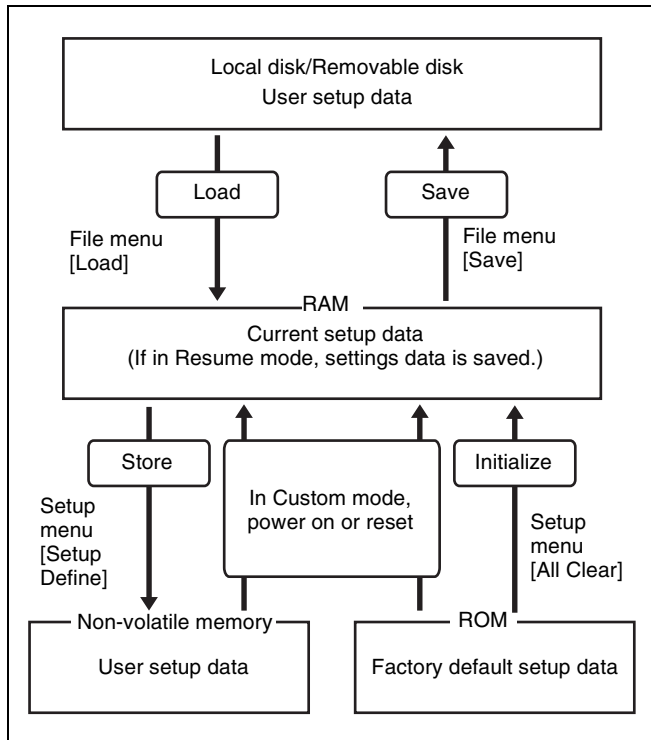 Local disk/Removable disk
User setup data
Load
Save
File menu
[Load]
File menu
[Save]
RAM
Current setup data
(If in Resume mode, settings data is saved.)
Store
In Custom mode,
power on or reset
Initialize
Setup
menu
[Setup
Define]
Setup
menu
[All Clear]
Non-volatile memory
User setup data
ROM
Factory default setup data